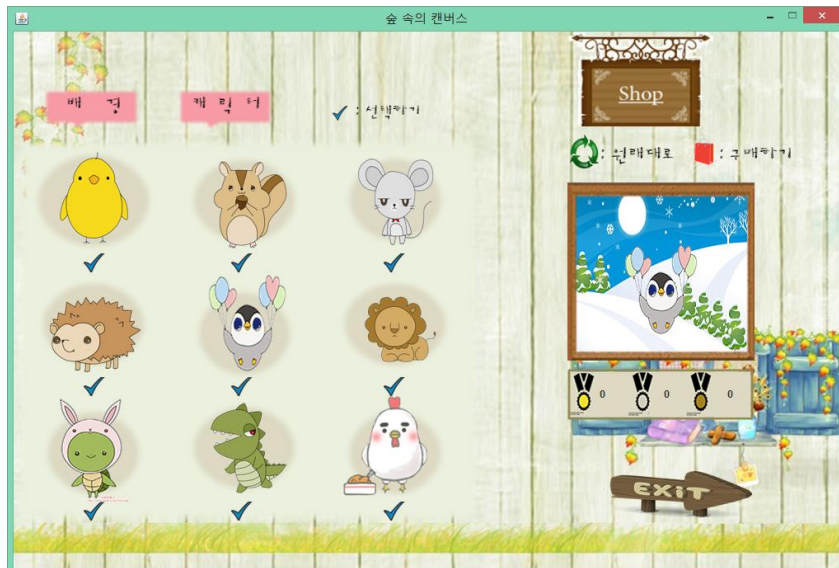 숲 속의 캔버스
배 경
캐 릭 터
: 선택하기
Shop
: 원래대로
: 구매하기
0
0
0
EXiT